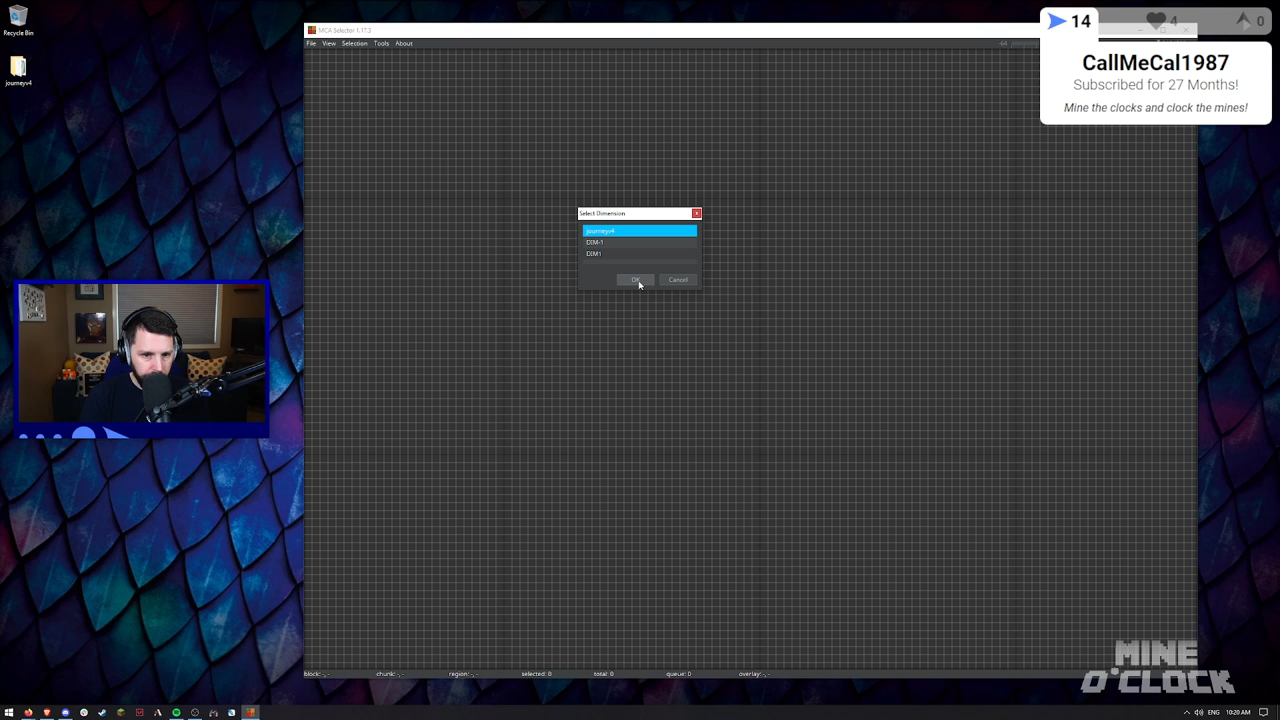 Recycle Bin
journeyv4
MCA Selector 1.17.3
File View Selection Tools About
14
4
0
CallMeCal1987
Subscribed for 27 Months!
Mine the clocks and clock the mines!
Select Dimension
journeyv4
DIM-1
DIM1
OK
Cancel
block: -, -
chunk: -, -
region: -, -
selected: 0
total: 0
queue: 0
overlay: -, -
MINE
O'CLOCK
ENG
10:20 AM